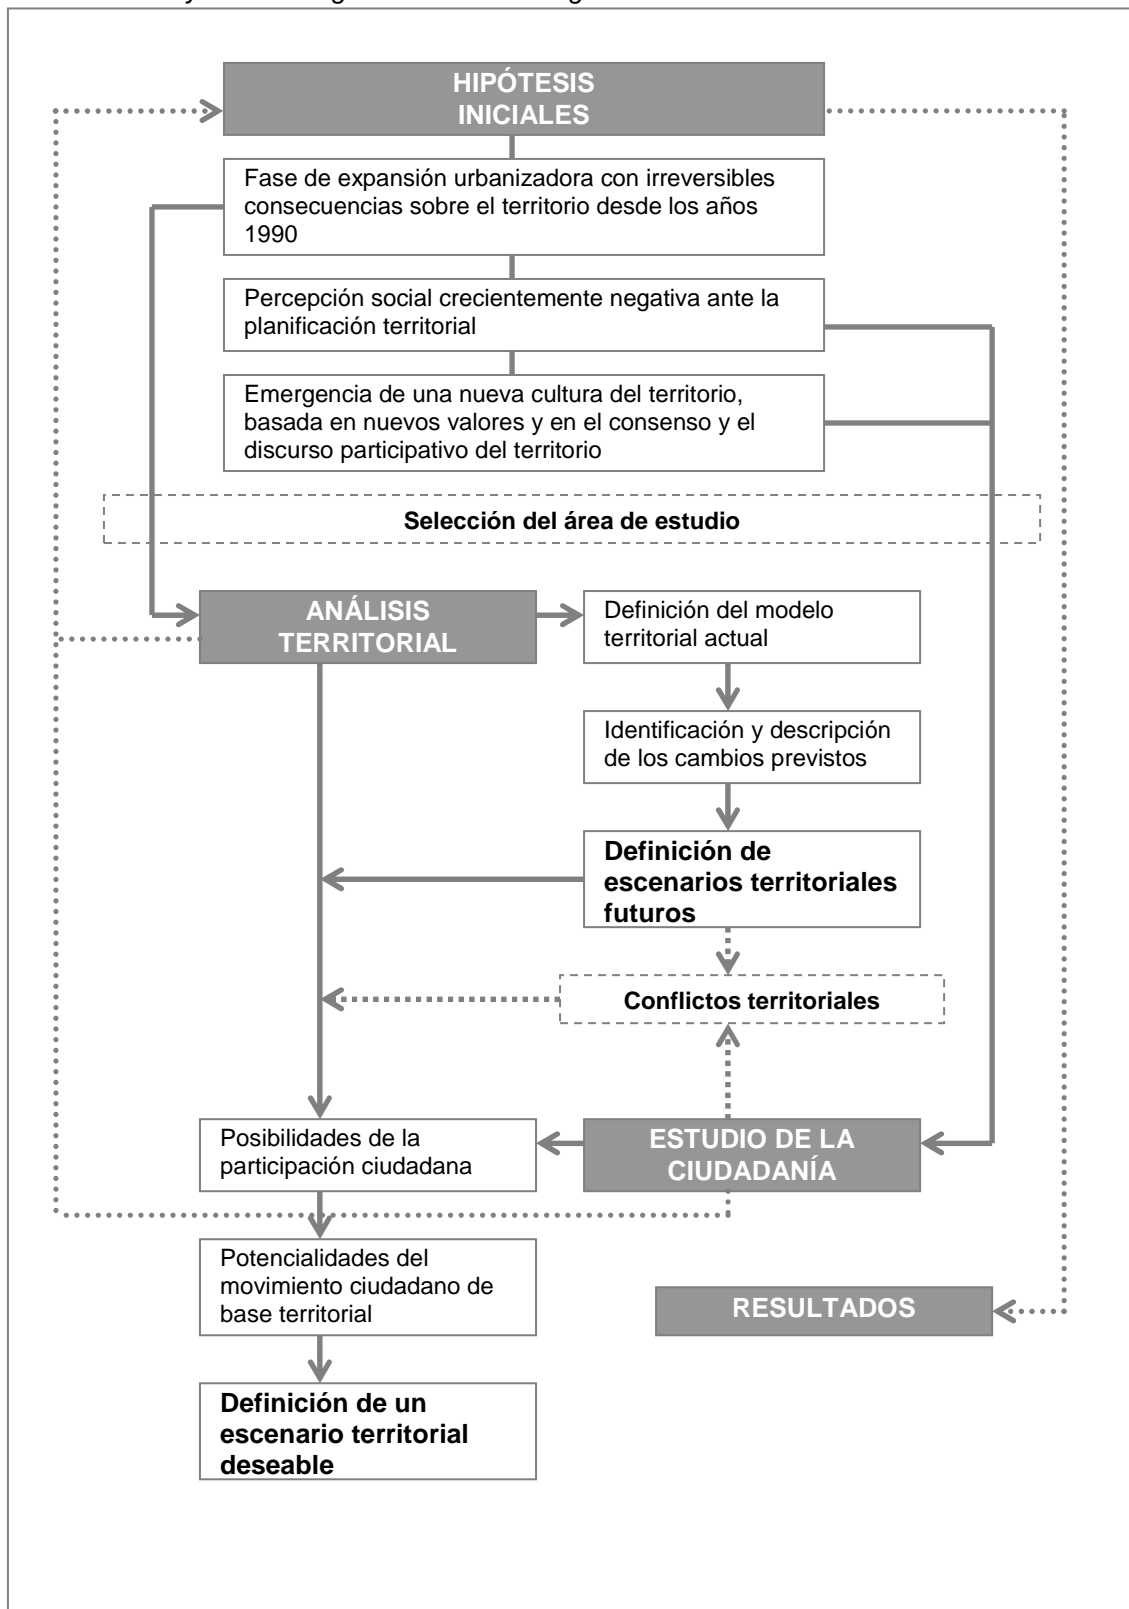 HIPÓTESIS
INICIALES
Fase de expansión urbanizadora con irreversibles
consecuencias sobre el territorio desde los años
1990
Percepción social crecientemente negativa ante la
planificación territorial
Emergencia de una nueva cultura del territorio,
basada en nuevos valores y en el consenso y el
discurso participativo del territorio
Selección del área de estudio
ANÁLISIS
TERRITORIAL
Definición del modelo
territorial actual
Identificación y descripción
de los cambios previstos
Definición de
escenarios territoriales
futuros
Conflictos territoriales
Posibilidades de la
participación ciudadana
ESTUDIO DE LA
CIUDADANÍA
Potencialidades del
movimiento ciudadano de
base territorial
RESULTADOS
Definición de un
escenario territorial
deseable